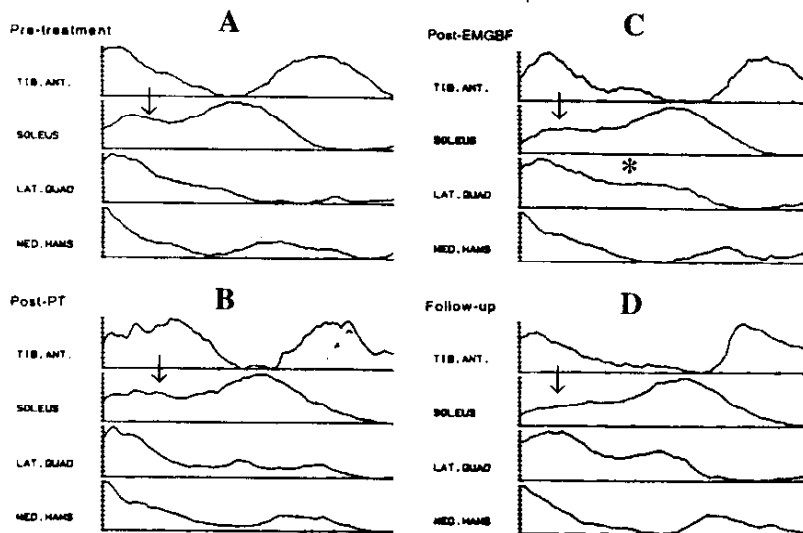 Pre-treatment
A
TIB.ANT.
SOLEUS
LAT.QUAD
MED.HAMS
Post-EMGBF
C
TIB.ANT.
SOLEUS
*
LAT.QUAD
MED.HAMS
Post-PT
B
TIB.ANT.
SOLEUS
LAT.QUAD
MED.HAMS
Follow-up
D
TIB.ANT.
SOLEUS
LAT.QUAD
MED.HAMS